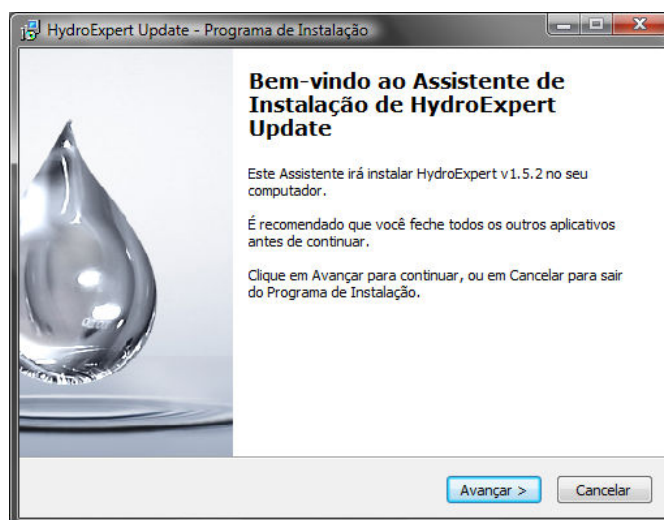 HydroExpert Update - Programa de Instalação
Bem-vindo ao Assistente de
Instalação de HydroExpert
Update
Este Assistente irá instalar HydroExpert v1.5.2 no seu
computador.
É recomendado que você feche todos os outros aplicativos
antes de continuar.
Clique em Avançar para continuar, ou em Cancelar para sair
do Programa de Instalação.
Avançar >
Cancelar